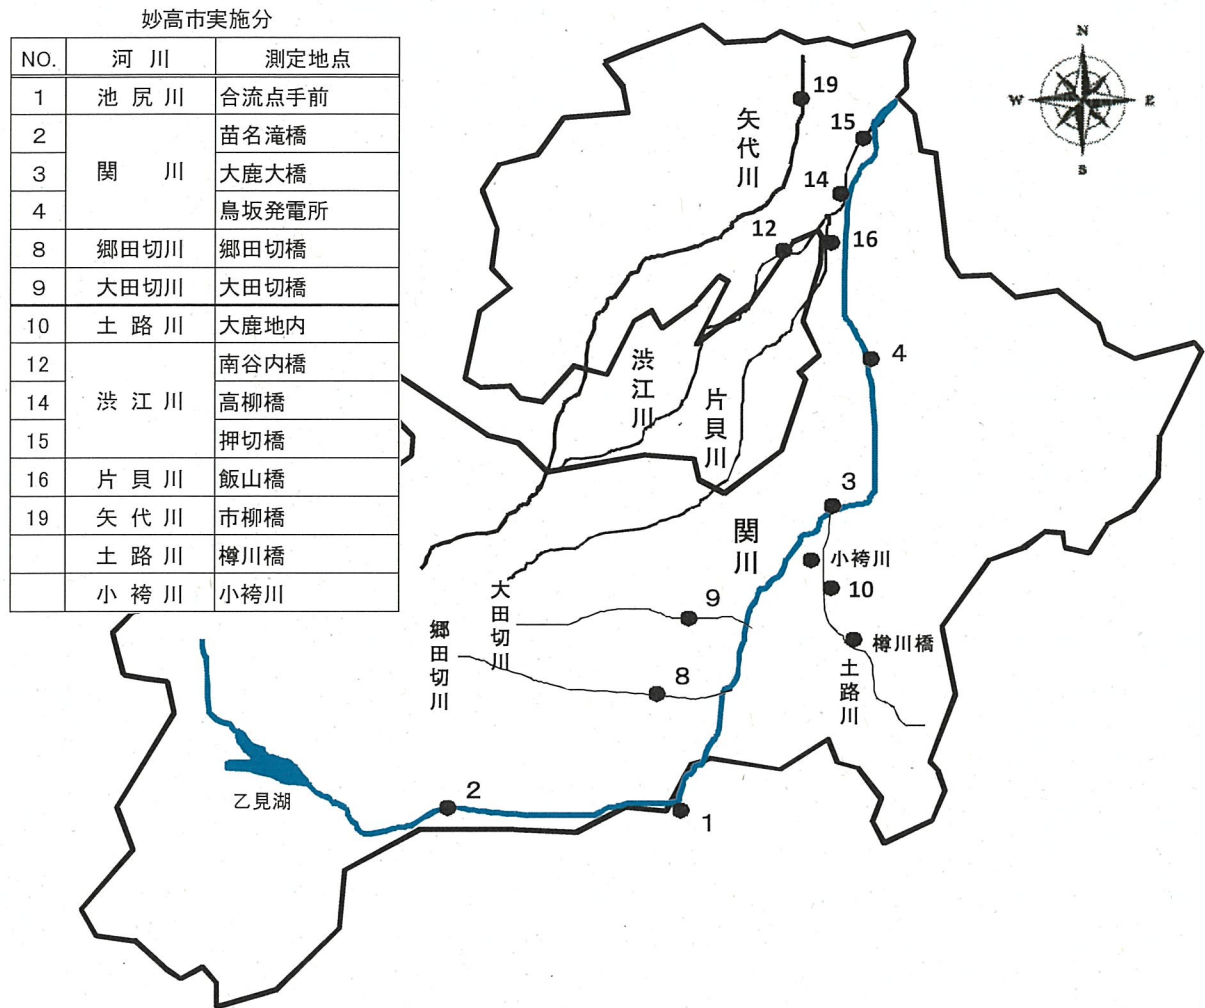 妙高市実施分
NO. 河川 測定地点
1 池尻川 合流点手前
2 関川 苗名滝橋
3 大鹿大橋
4 鳥坂発電所
8 郷田切川 郷田切橋
9 大田切川 大田切橋
10 土路川 大鹿地内
12 渋江川 南谷内橋
14 高柳橋
15 押切橋
16 片貝川 飯山橋
19 矢代川 市柳橋
土路川 樽川橋
小袴川 小袴川
N
W
E
S
19
矢代川
15
14
12
16
4
渋江川
片貝川
3
関川
小袴川
10
大田切川
9
樽川橋
郷田切川
8
土路川
乙見湖
2
1